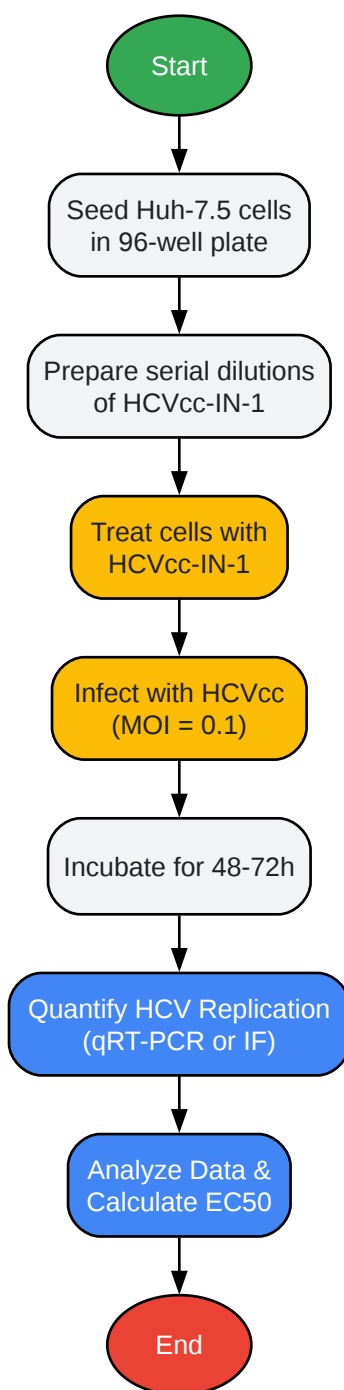 Start
Seed Huh-7.5 cells
in 96-well plate
Prepare serial dilutions
of HCVcc-IN-1
Treat cells with
HCVcc-IN-1
Infect with HCVcc
(MOI = 0.1)
Incubate for 48-72h
Quantify HCV Replication
(qRT-PCR or IF)
Analyze Data &
Calculate EC50
End